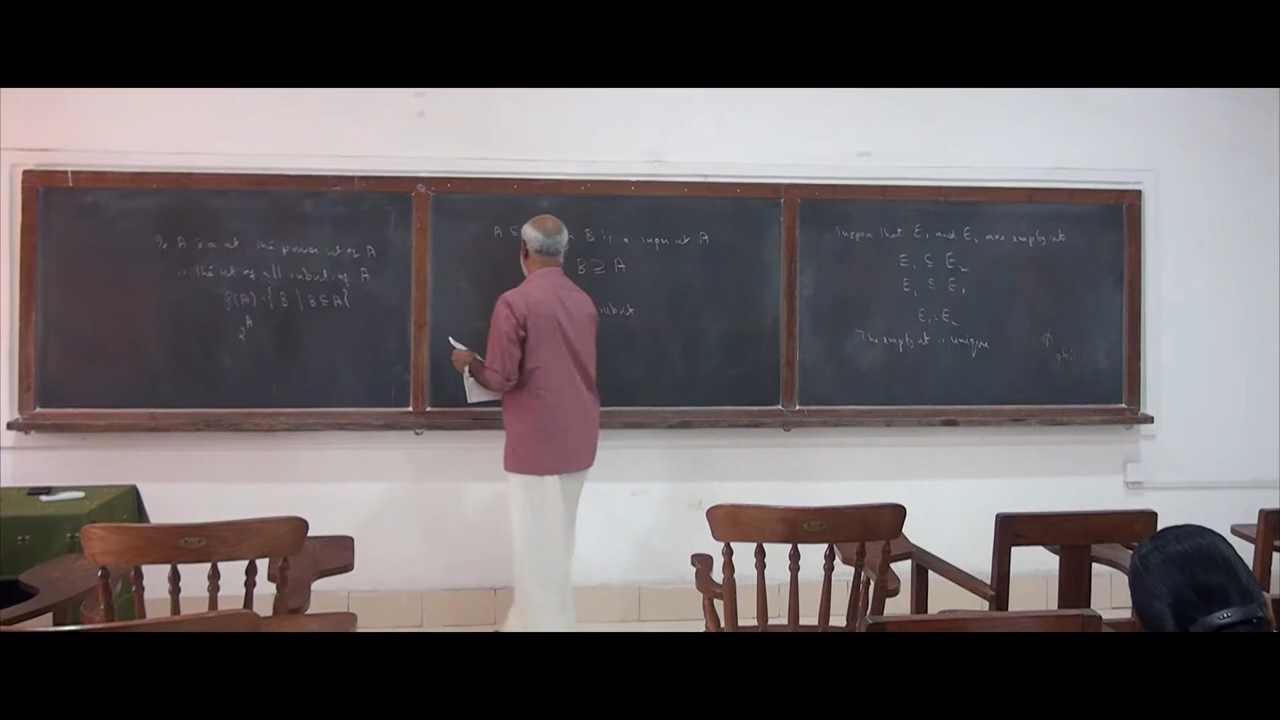 If A is a set, the power set of A
is the set of all subsets of A
P(A) = { B | B ⊆ A }
2^A
A ⊆ B is a superset A
B ⊇ A
subset
Suppose that E₁ and E₂ are empty sets
E₁ ⊆ E₂
E₂ ⊆ E₁
E₁ = E₂
The empty set is unique
φ
phi